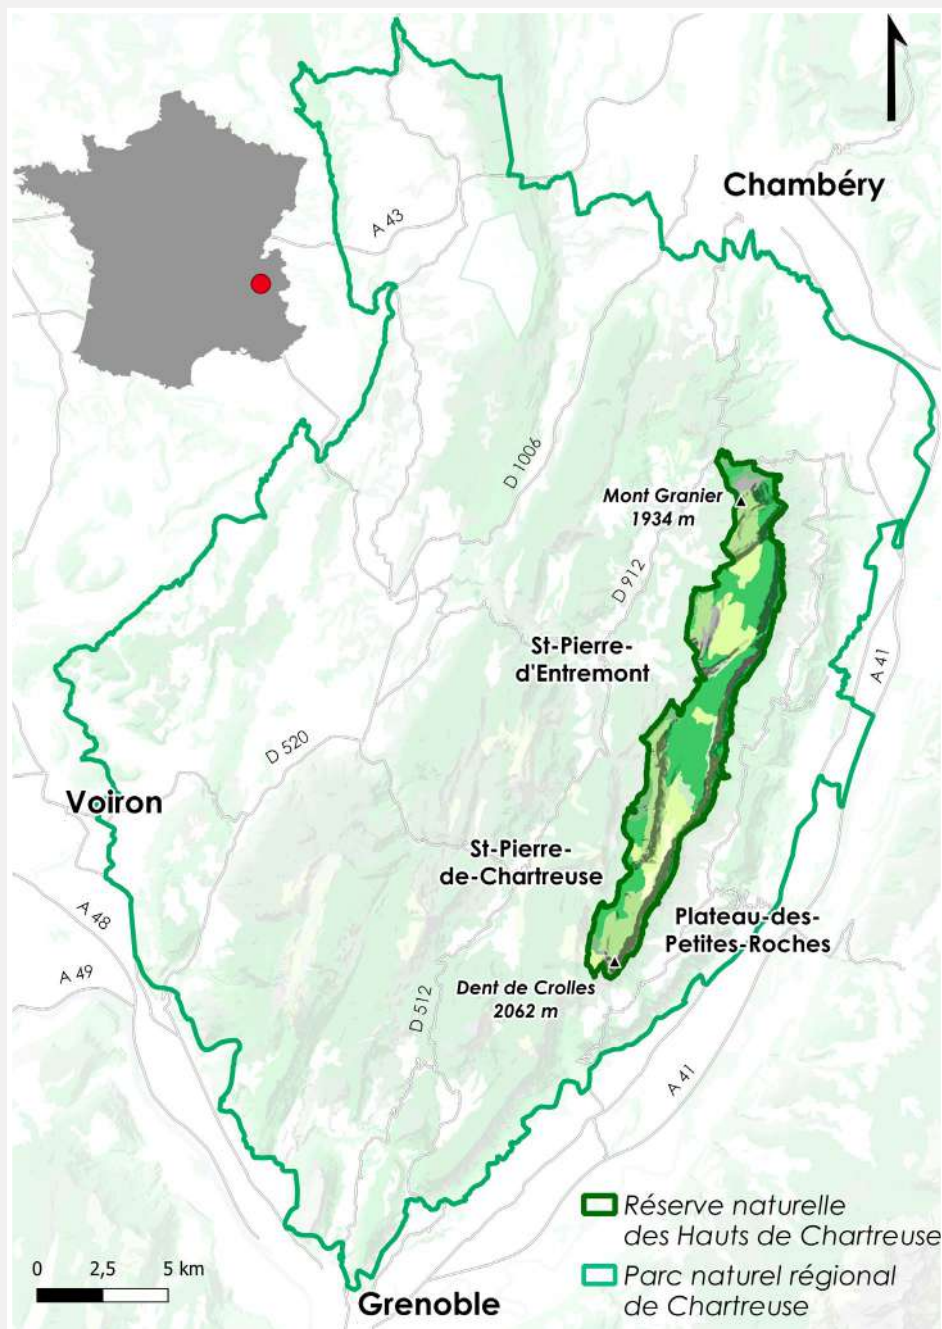 Chambéry
A 43
D 1006
Mont Granier
1934 m
D 912
St-Pierre-
d'Entremont
A 41
D 520
Voiron
St-Pierre-
de-Chartreuse
Plateau-des-
Petites-Roches
A 48
A 49
Dent de Crolles
2062 m
D 512
A 41
Réserve naturelle
des Hauts de Chartreuse
Parc naturel régional
de Chartreuse
0 2,5 5 km
Grenoble